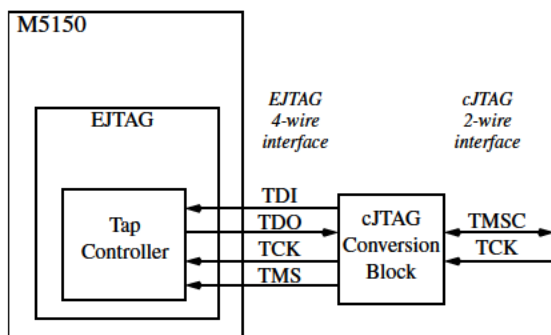 M5150
EJTAG
Tap
Controller
EJTAG
4-wire
interface
cJTAG
2-wire
interface
TDI
TDO
TCK
TMS
cJTAG
Conversion
Block
TMSC
TCK